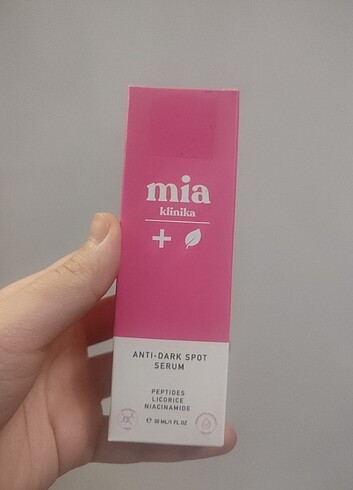 mia
klinika
ANTI-DARK SPOT
SERUM
PEPTIDES
LICORICE
NIACINAMIDE
℮ 30 ML/1 FL OZ